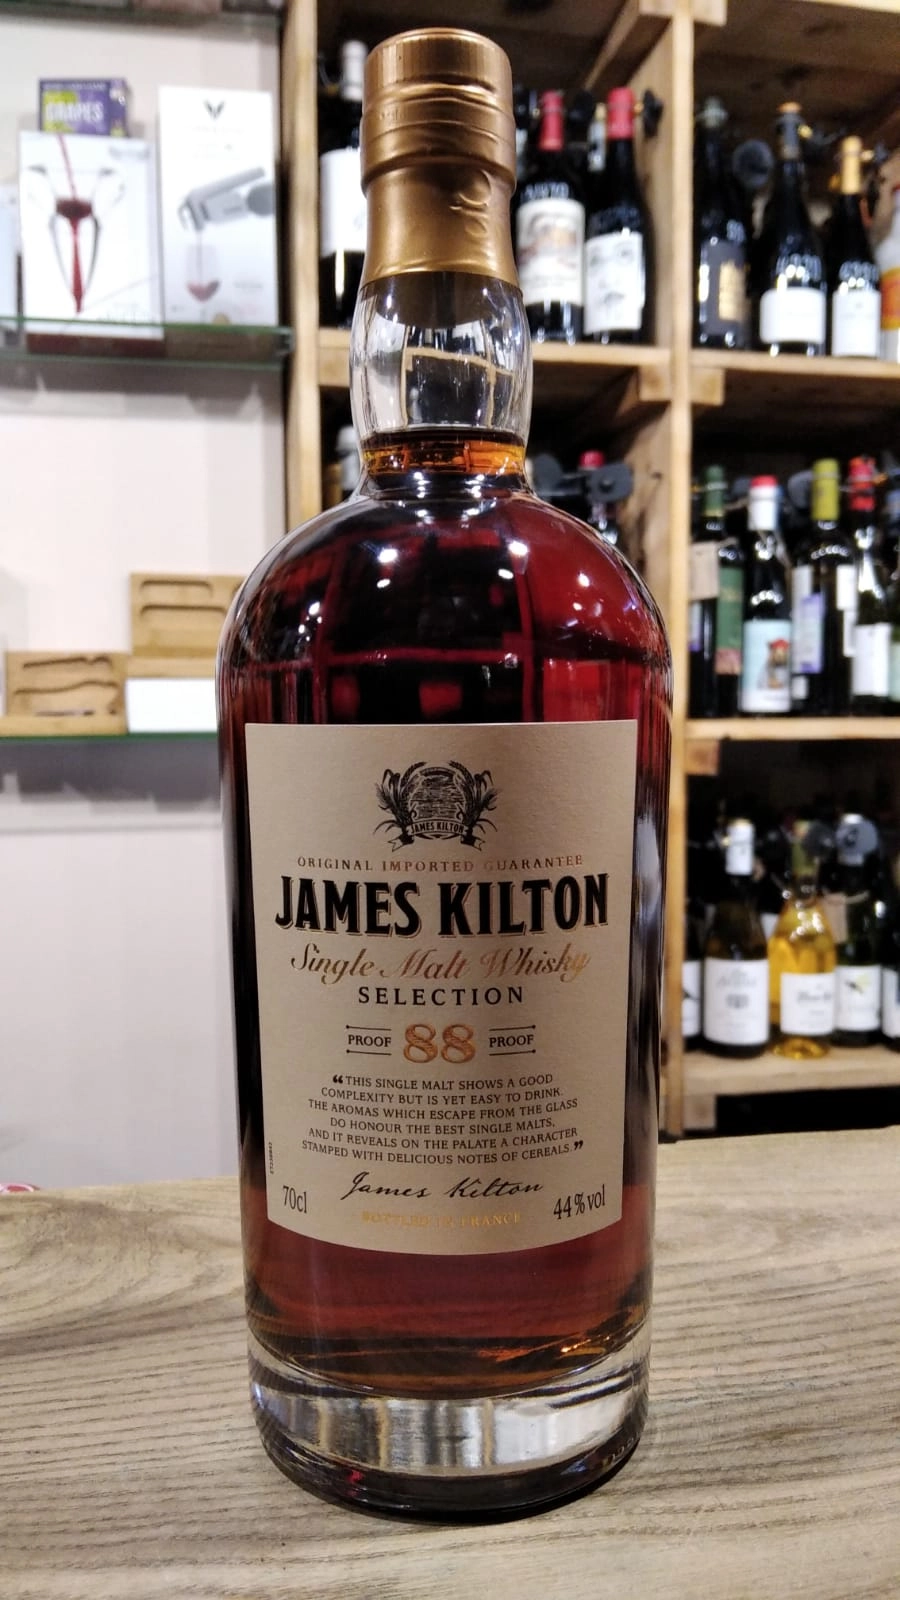 GRAPES
JAMES KILTON
ORIGINAL IMPORTED GUARANTEE
JAMES KILTON
Single Malt Whisky
SELECTION
PROOF 88 PROOF
“THIS SINGLE MALT SHOWS A GOOD
COMPLEXITY BUT IS YET EASY TO DRINK.
THE AROMAS WHICH ESCAPE FROM THE GLASS
DO HONOUR THE BEST SINGLE MALTS,
AND IT REVEALS ON THE PALATE A CHARACTER
STAMPED WITH DELICIOUS NOTES OF CEREALS.”
James Kilton
70cl 44%vol
BOTTLED IN FRANCE